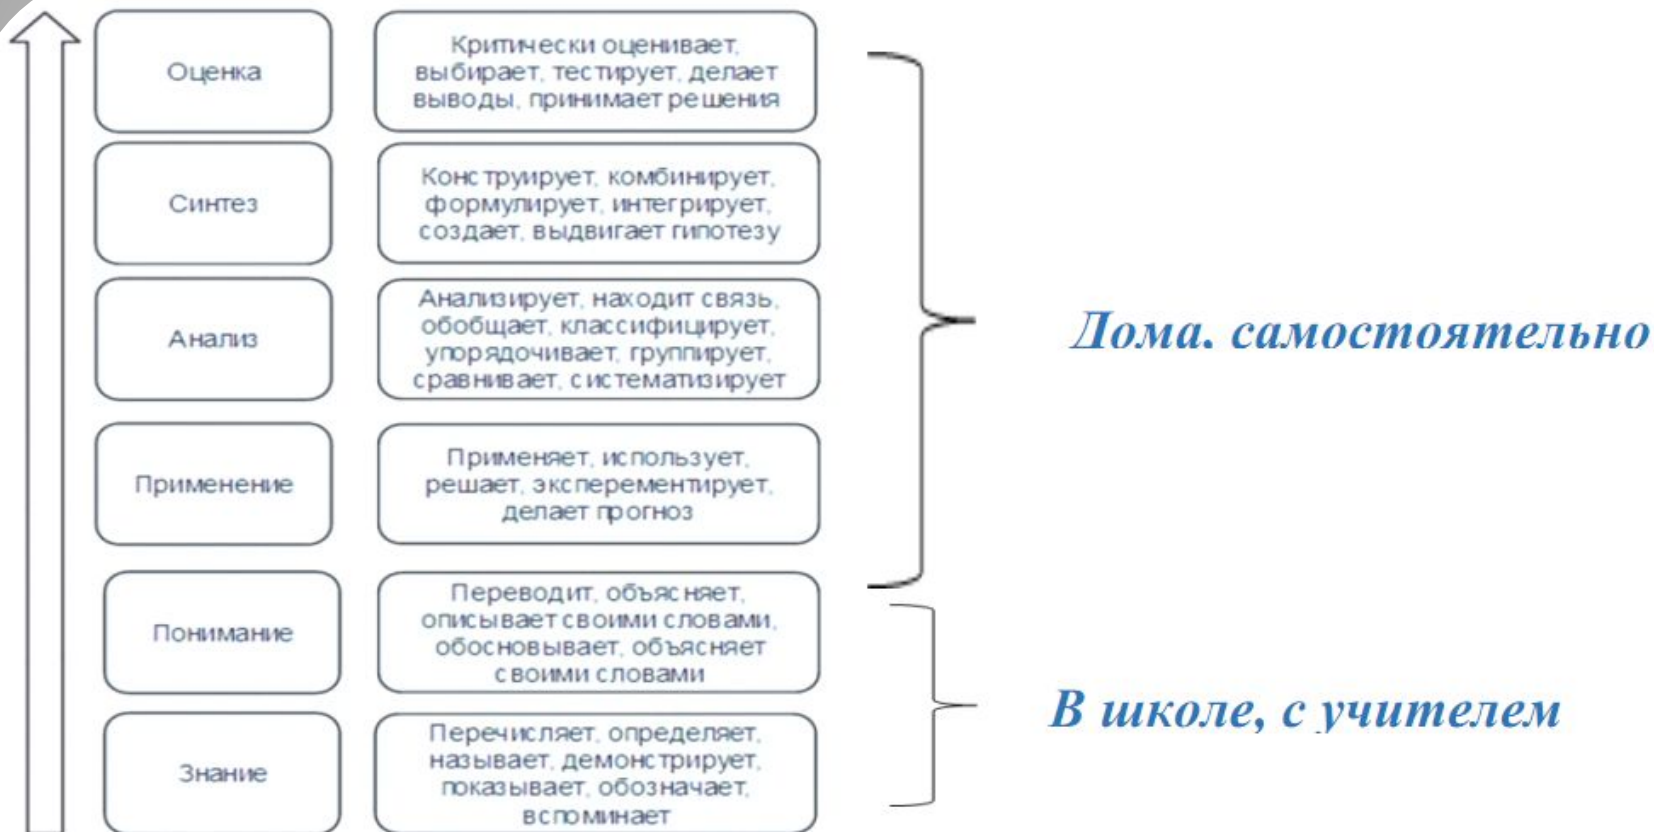 Оценка
Критически оценивает,
выбирает, тестирует, делает
выводы, принимает решения
Синтез
Конструирует, комбинирует,
формулирует, интегрирует,
создает, выдвигает гипотезу
Анализ
Анализирует, находит связь,
обобщает, классифицирует,
упорядочивает, группирует,
сравнивает, систематизирует
Дома. самостоятельно
Применение
Применяет, использует,
решает, эксперементирует,
делает прогноз
Понимание
Переводит, объясняет,
описывает своими словами,
обосновывает, объясняет
своими словами
В школе, с учителем
Знание
Перечисляет, определяет,
называет, демонстрирует,
показывает, обозначает,
вспоминает